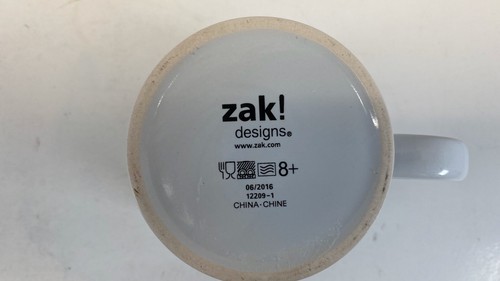 zak!
designs®
www.zak.com
8+
06/2016
12209-1
CHINA-CHINE